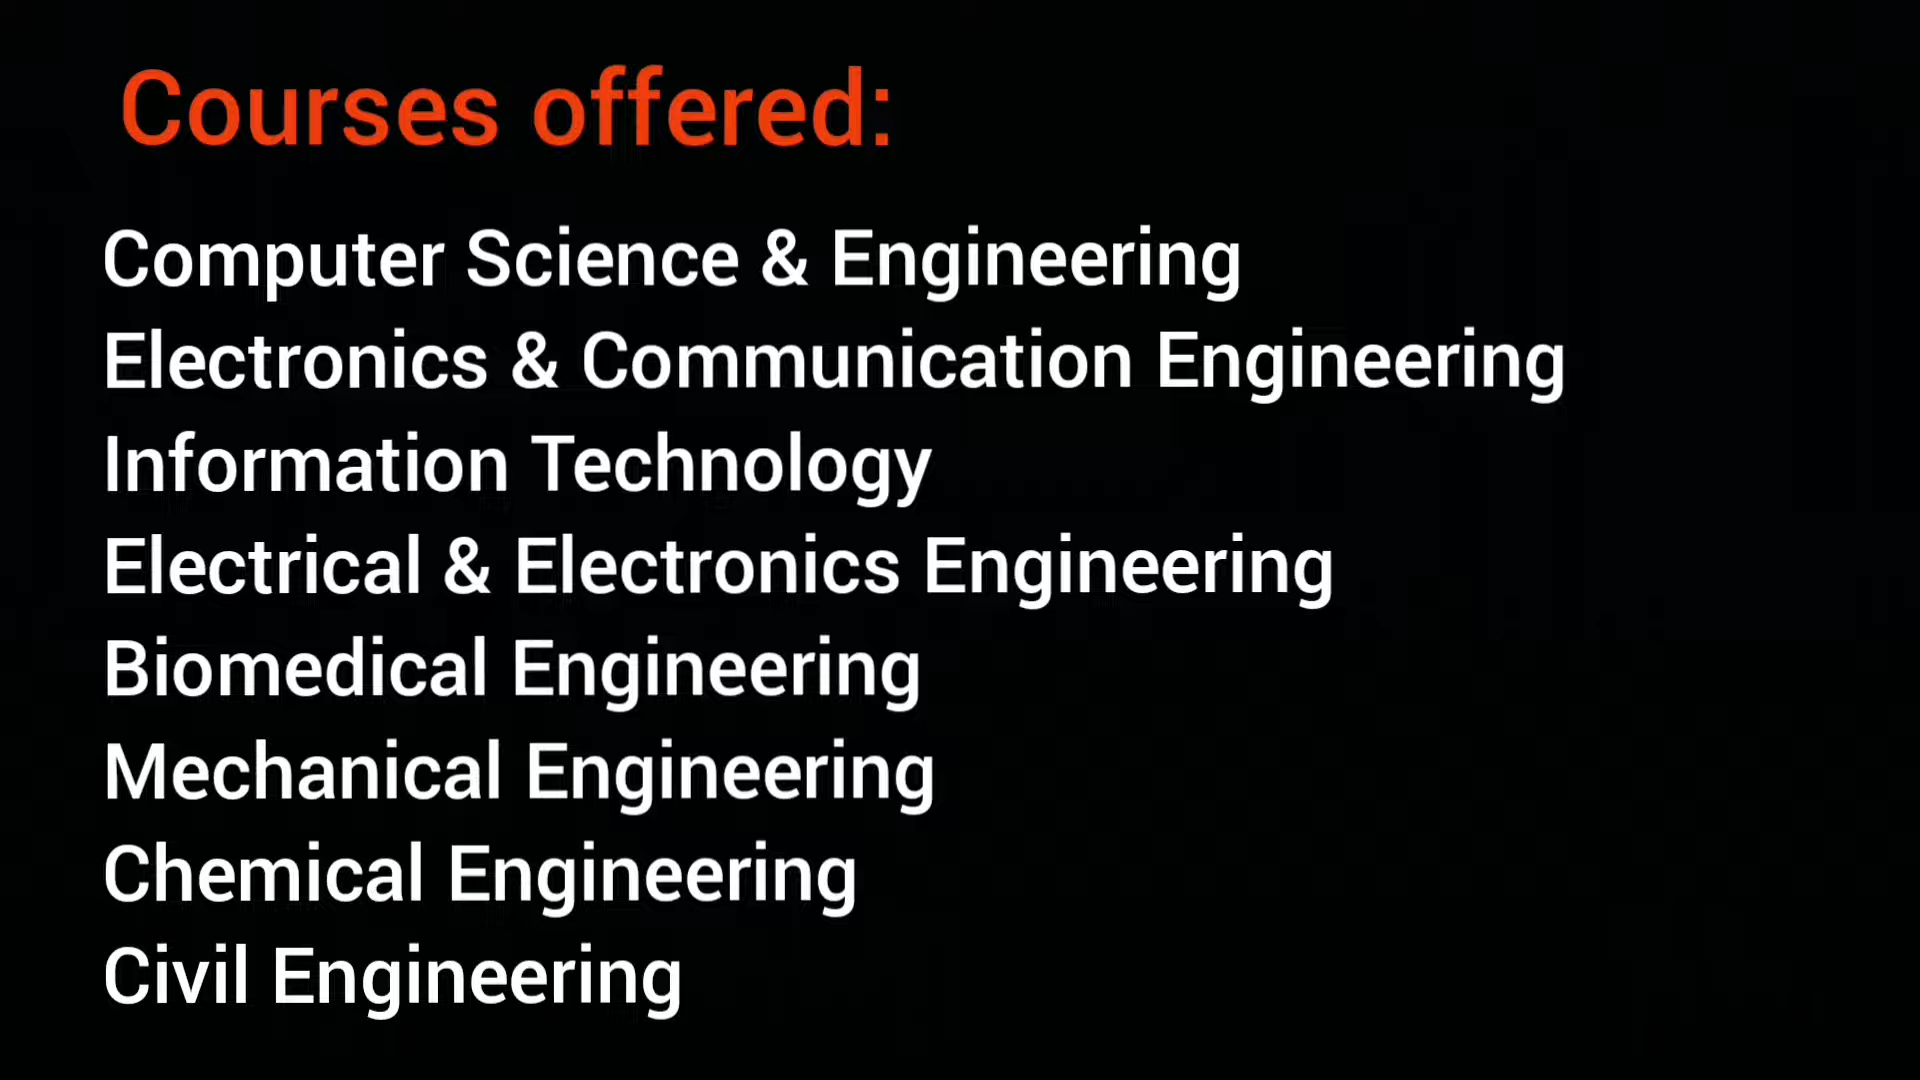 Courses offered:
Computer Science & Engineering
Electronics & Communication Engineering
Information Technology
Electrical & Electronics Engineering
Biomedical Engineering
Mechanical Engineering
Chemical Engineering
Civil Engineering